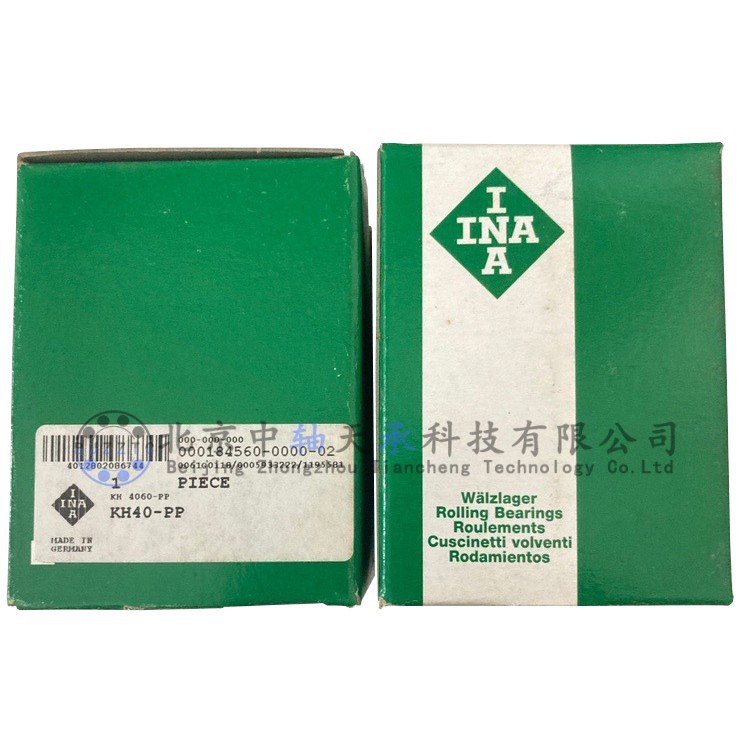 000-000-000
000184560-0000-02
4012802086744
1 PIECE
KH 4060-PP
KH40-PP
INA
INA
MADE IN
GERMANY
INA
INA
Wälzlager
Rolling Bearings
Roulements
Cuscinetti volventi
Rodamientos
北京中轴天承科技有限公司
Beijing Zhongzhou Tiancheng Technology Co.Ltd